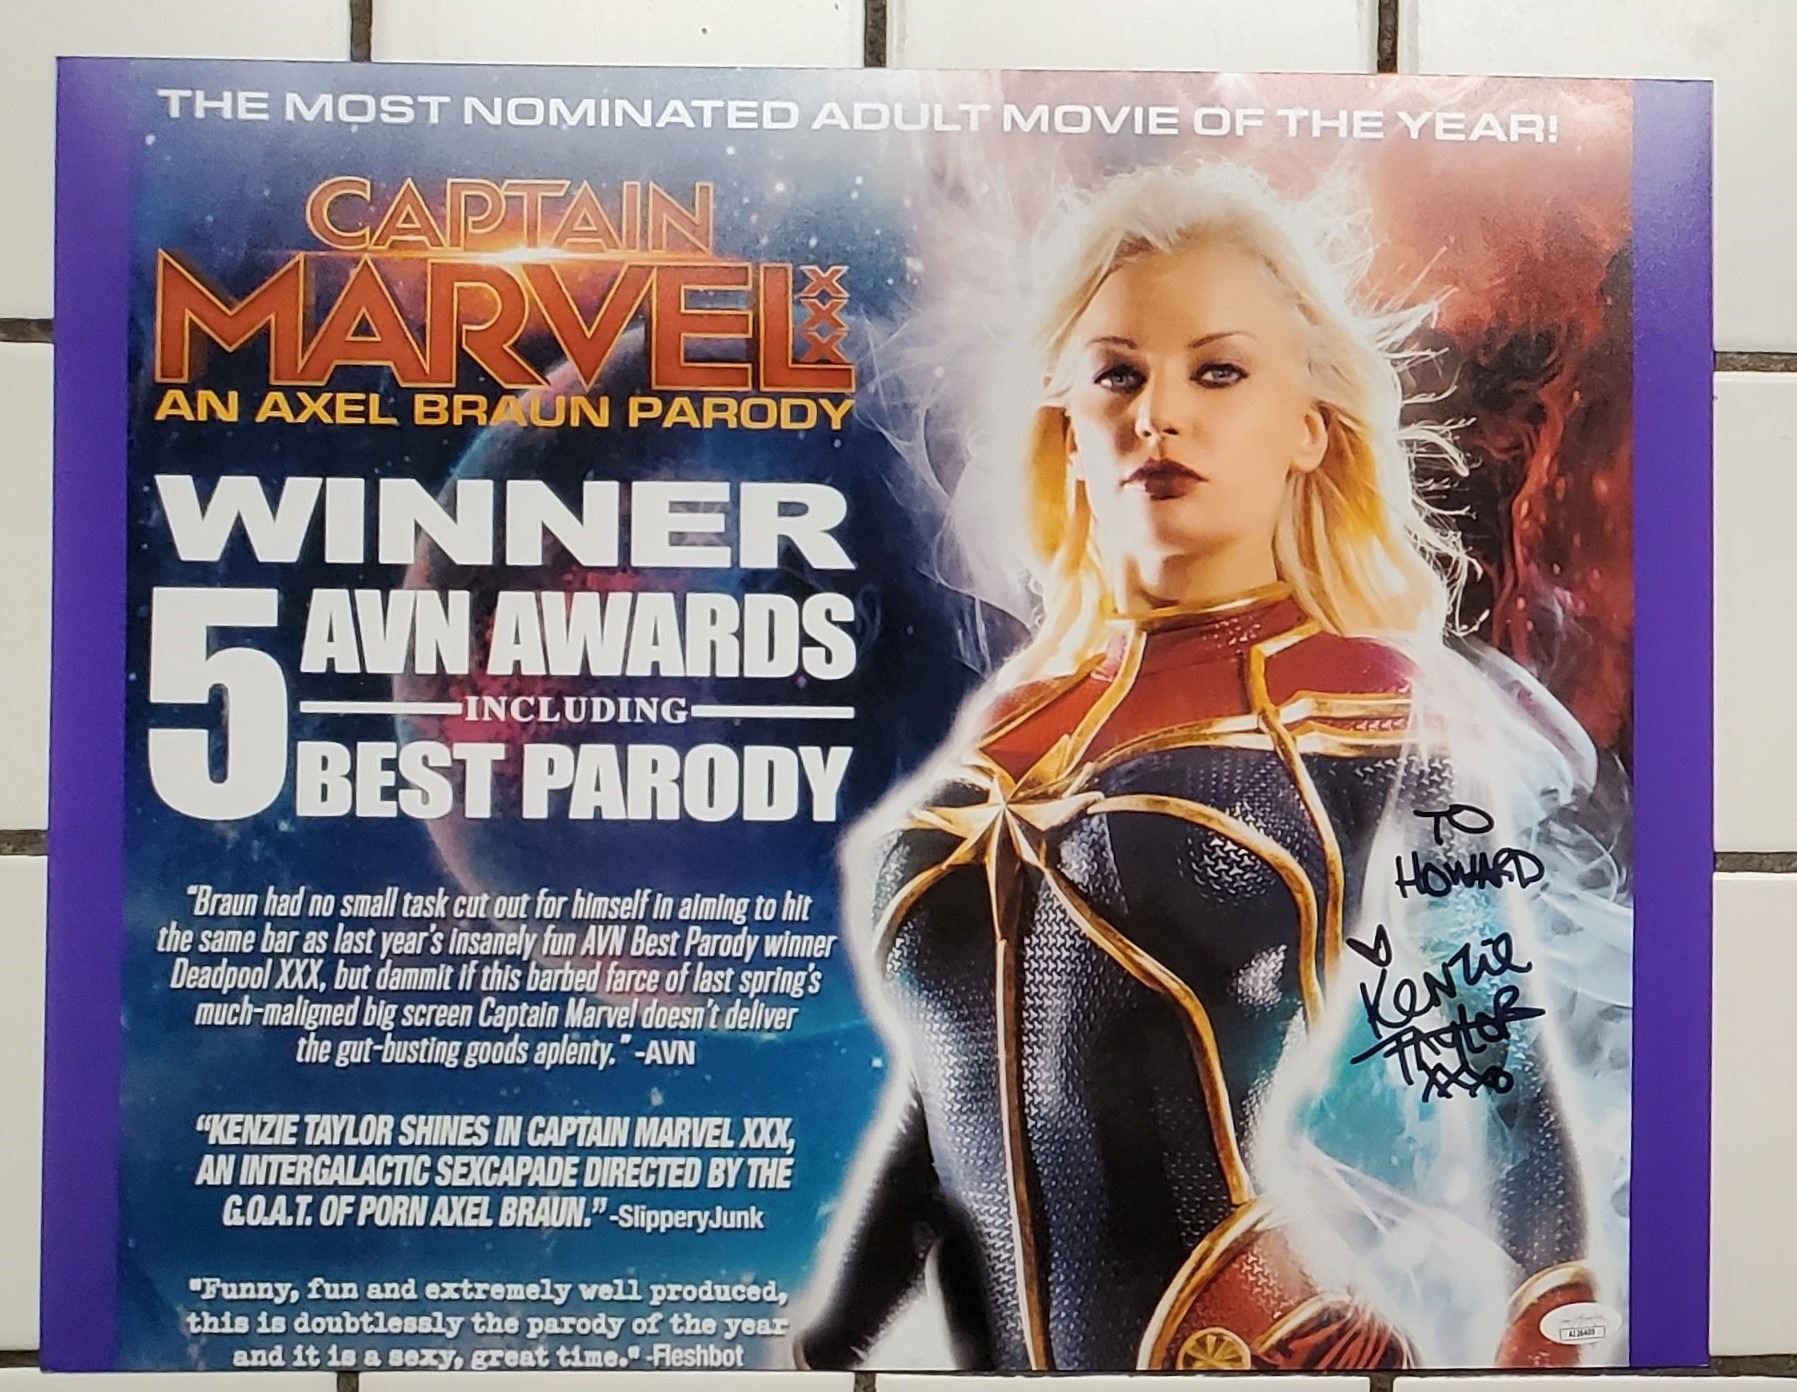 THE MOST NOMINATED ADULT MOVIE OF THE YEAR!
CAPTAIN
MARVEL XXX
AN AXEL BRAUN PARODY
WINNER
5 AVN AWARDS
INCLUDING
BEST PARODY
"Braun had no small task cut out for himself in aiming to hit
the same bar as last year's insanely fun AVN Best Parody winner
Deadpool XXX, but dammit if this barbed farce of last spring's
much-maligned big screen Captain Marvel doesn't deliver
the gut-busting goods aplenty." -AVN
"KENZIE TAYLOR SHINES IN CAPTAIN MARVEL XXX,
AN INTERGALACTIC SEXCAPADE DIRECTED BY THE
G.O.A.T. OF PORN AXEL BRAUN." -SlipperyJunk
"Funny, fun and extremely well produced,
this is doubtlessly the parody of the year
and it is a sexy, great time." -Fleshbot
TO
HOWARD
KENZIE
TAYLOR
XXXO